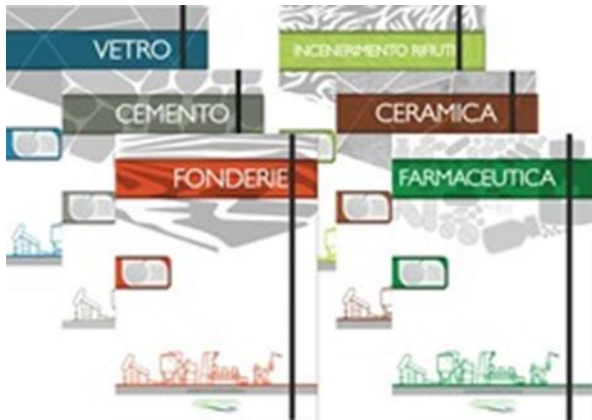 VETRO
INCENERIMENTO RIFIUTI
CEMENTO
CERAMICA
FONDERIE
FARMACEUTICA